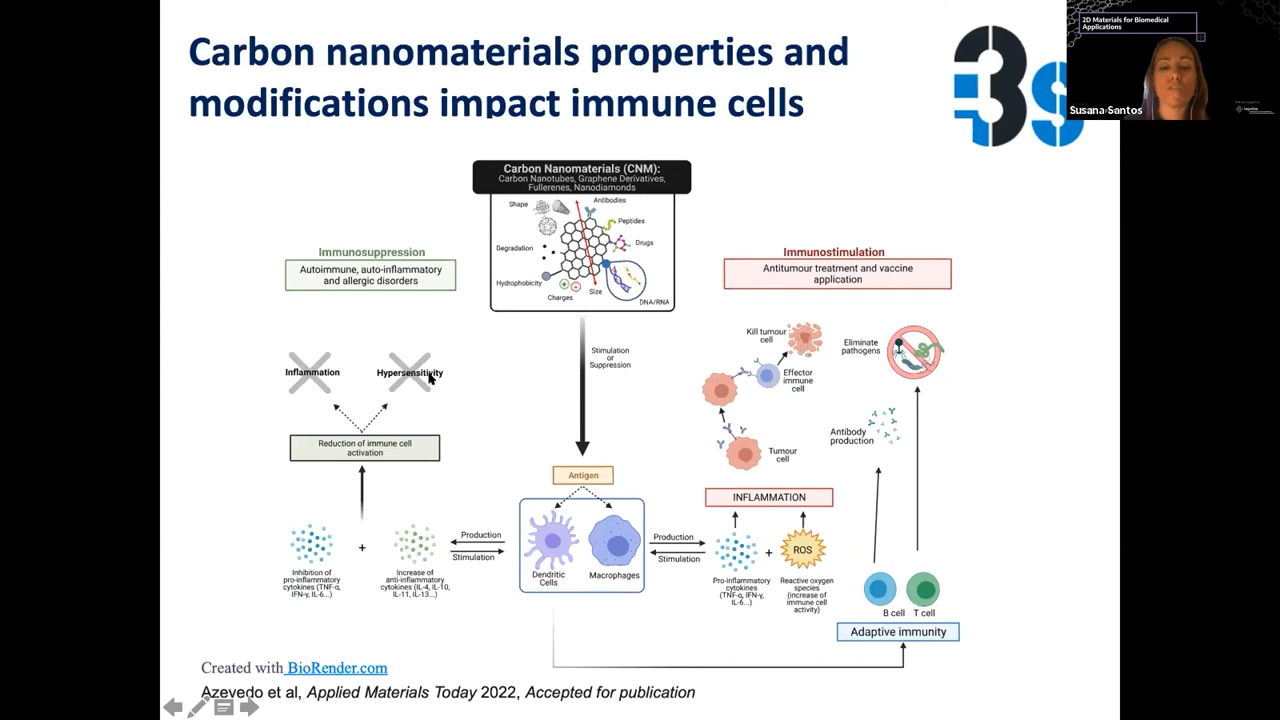 Carbon nanomaterials properties and
modifications impact immune cells
3s
2D Materials for Biomedical
Applications
Susana Santos
Carbon Nanomaterials (CNM):
Carbon Nanotubes, Graphene Derivatives,
Fullerenes, Nanodiamonds
Shape
Antibodies
Peptides
Drugs
Degradation
Hydrophobicity
Charges
Size
DNA/RNA
Immunosuppression
Autoimmune, auto-inflammatory
and allergic disorders
Immunostimulation
Antitumour treatment and vaccine
application
Stimulation
or
Suppression
Inflammation
Hypersensitivity
Reduction of immune cell
activation
Kill tumour
cell
Effector
immune
cell
Tumour
cell
Eliminate
pathogens
Antibody
production
Antigen
INFLAMMATION
Production
Stimulation
Dendritic
Cells
Macrophages
Production
Stimulation
+
+
ROS
Inhibition of
pro-inflammatory
cytokines (TNF-α,
IFN-γ, IL-6...)
Increase of
anti-inflammatory
cytokines (IL-4, IL-10,
IL-11, IL-13...)
Pro-inflammatory
cytokines
(TNF-α, IFN-γ,
IL-6...)
Reactive oxygen
species
(increase of
immune cell
activity)
B cell
T cell
Adaptive immunity
Created with BioRender.com
Azevedo et al, Applied Materials Today 2022, Accepted for publication